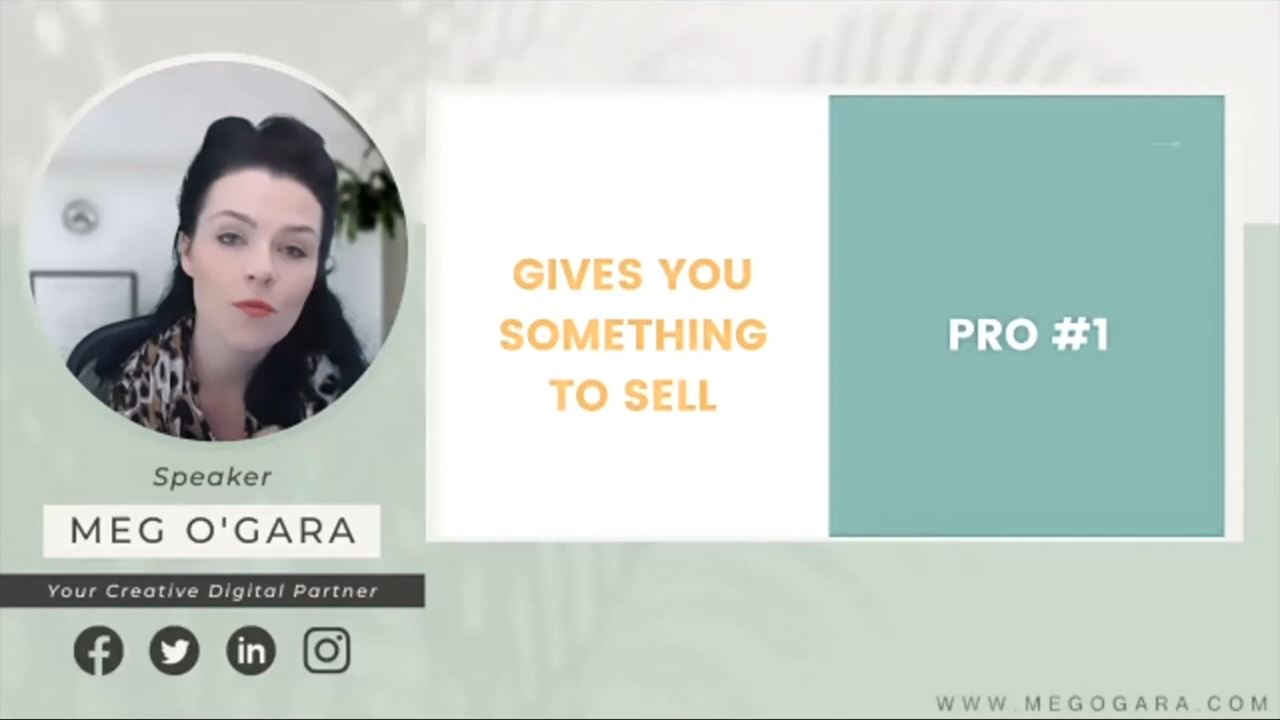 GIVES YOU
SOMETHING
TO SELL
PRO #1
Speaker
MEG O'GARA
Your Creative Digital Partner
WWW.MEGOGARA.COM